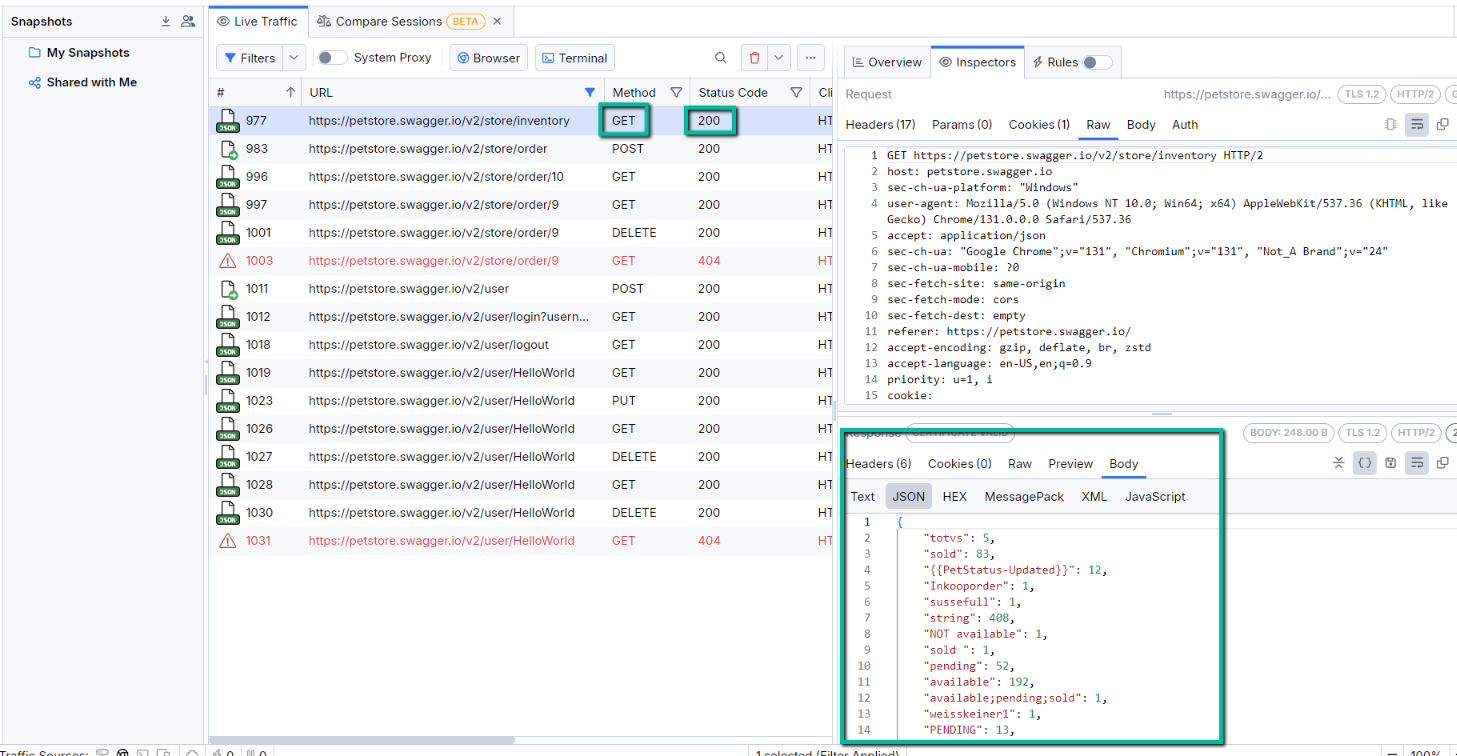 Snapshots
My Snapshots
Shared with Me
Live Traffic
Compare Sessions BETA
Filters
System Proxy
Browser
Terminal
# URL Method Status Code Cli
JSON 977 https://petstore.swagger.io/v2/store/inventory GET 200 HT
983 https://petstore.swagger.io/v2/store/order POST 200 HT
JSON 996 https://petstore.swagger.io/v2/store/order/10 GET 200 HT
JSON 997 https://petstore.swagger.io/v2/store/order/9 GET 200 HT
JSON 1001 https://petstore.swagger.io/v2/store/order/9 DELETE 200 HT
1003 https://petstore.swagger.io/v2/store/order/9 GET 404 HT
1011 https://petstore.swagger.io/v2/user POST 200 HT
JSON 1012 https://petstore.swagger.io/v2/user/login?usern... GET 200 HT
JSON 1018 https://petstore.swagger.io/v2/user/logout GET 200 HT
JSON 1019 https://petstore.swagger.io/v2/user/HelloWorld GET 200 HT
JSON 1023 https://petstore.swagger.io/v2/user/HelloWorld PUT 200 HT
JSON 1026 https://petstore.swagger.io/v2/user/HelloWorld GET 200 HT
JSON 1027 https://petstore.swagger.io/v2/user/HelloWorld DELETE 200 HT
JSON 1028 https://petstore.swagger.io/v2/user/HelloWorld GET 200 HT
JSON 1030 https://petstore.swagger.io/v2/user/HelloWorld DELETE 200 HT
1031 https://petstore.swagger.io/v2/user/HelloWorld GET 404 HT
Overview
Inspectors
Rules
Request https://petstore.swagger.io/... TLS 1.2 HTTP/2
Headers (17) Params (0) Cookies (1) Raw Body Auth
1 GET https://petstore.swagger.io/v2/store/inventory HTTP/2
2 host: petstore.swagger.io
3 sec-ch-ua-platform: "Windows"
4 user-agent: Mozilla/5.0 (Windows NT 10.0; Win64; x64) AppleWebKit/537.36 (KHTML, like
Gecko) Chrome/131.0.0.0 Safari/537.36
5 accept: application/json
6 sec-ch-ua: "Google Chrome";v="131", "Chromium";v="131", "Not_A Brand";v="24"
7 sec-ch-ua-mobile: ?0
8 sec-fetch-site: same-origin
9 sec-fetch-mode: cors
10 sec-fetch-dest: empty
11 referer: https://petstore.swagger.io/
12 accept-encoding: gzip, deflate, br, zstd
13 accept-language: en-US,en;q=0.9
14 priority: u=1, i
15 cookie:
Response CERTIFICATE VALID BODY: 248.00 B TLS 1.2 HTTP/2 2
Headers (6) Cookies (0) Raw Preview Body
Text JSON HEX MessagePack XML JavaScript
1 {
2 "totvs": 5,
3 "sold": 83,
4 "{{PetStatus-Updated}}": 12,
5 "Inkooporder": 1,
6 "sussefull": 1,
7 "string": 408,
8 "NOT available": 1,
9 "sold ": 1,
10 "pending": 52,
11 "available": 192,
12 "available;pending;sold": 1,
13 "weisskeiner1": 1,
14 "PENDING": 13,
Traffic Sources: 0 0 1 selected (Filter Applied) 100%